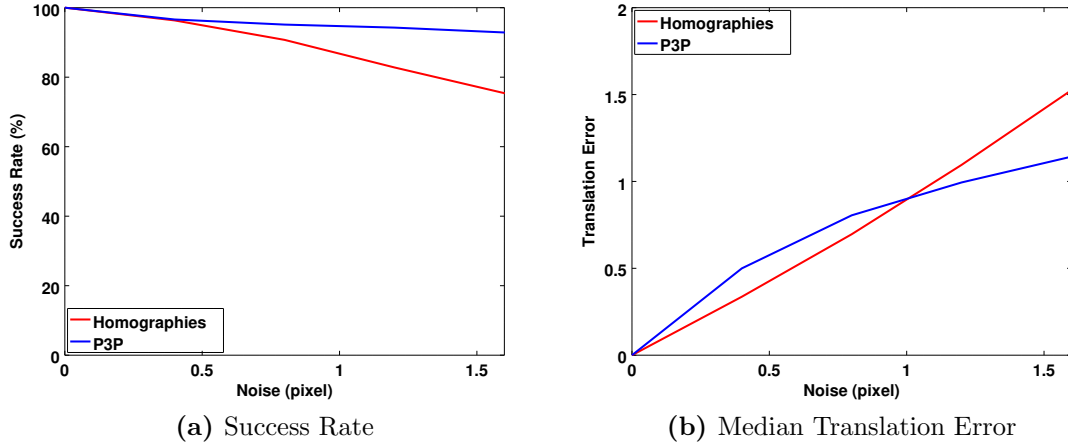 100
80
60
40
20
0
Success Rate (%)
Homographies
P3P
0 0.5 1 1.5
Noise (pixel)
(a) Success Rate
2
1.5
1
0.5
0
Translation Error
Homographies
P3P
0 0.5 1 1.5
Noise (pixel)
(b) Median Translation Error